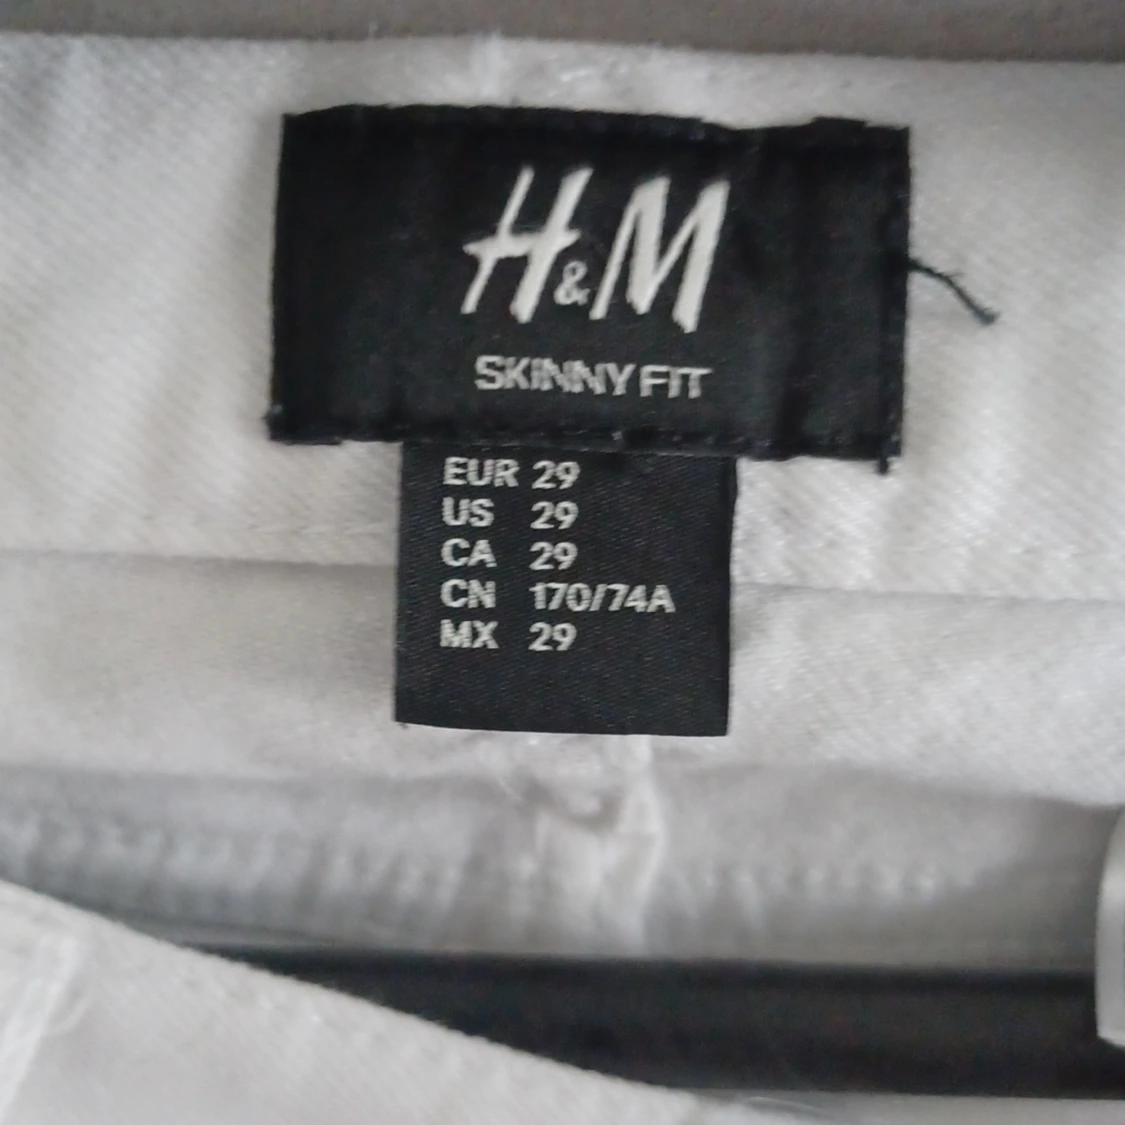 H&M
SKINNY FIT
EUR 29
US 29
CA 29
CN 170/74A
MX 29